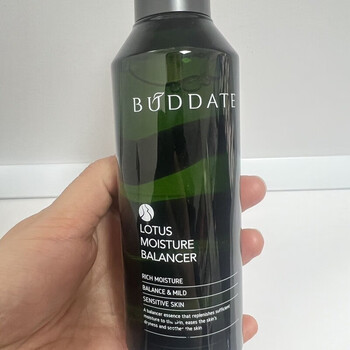 BUDDATE
LOTUS
MOISTURE
BALANCER
RICH MOISTURE
BALANCE & MILD
SENSITIVE SKIN
A balancer essence that replenishes sufficient
moisture to the skin, eases the skin's
dryness and soothes the skin